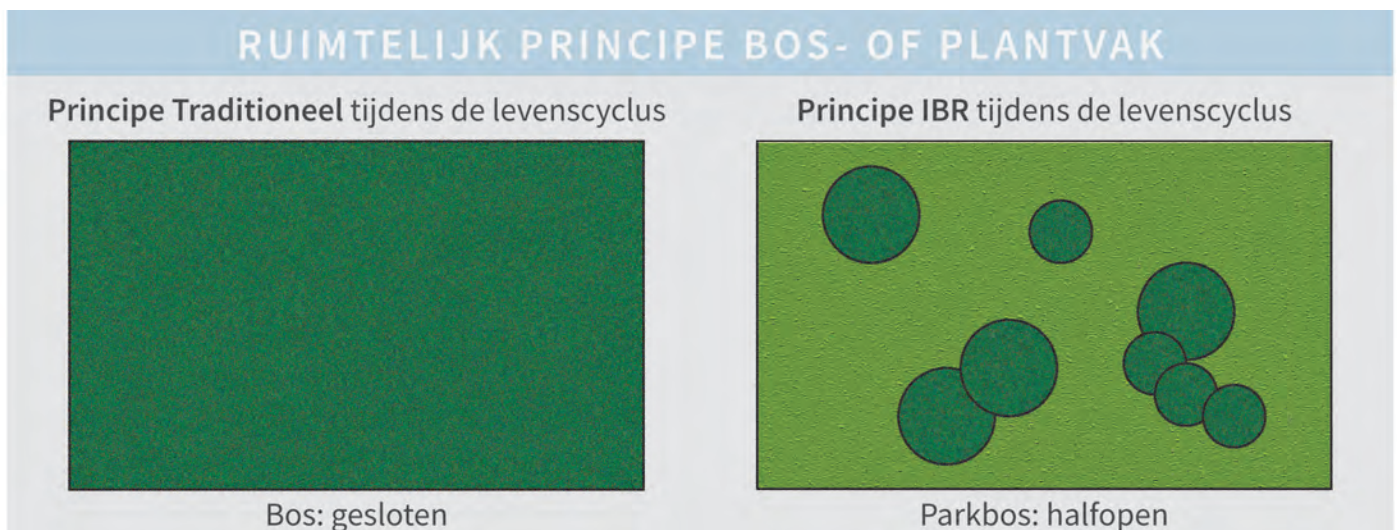 RUIMTELIJK PRINCIPE BOS- OF PLANTVAK
Principe Traditioneel tijdens de levenscyclus
Bos: gesloten
Principe IBR tijdens de levenscyclus
Parkbos: halfopen